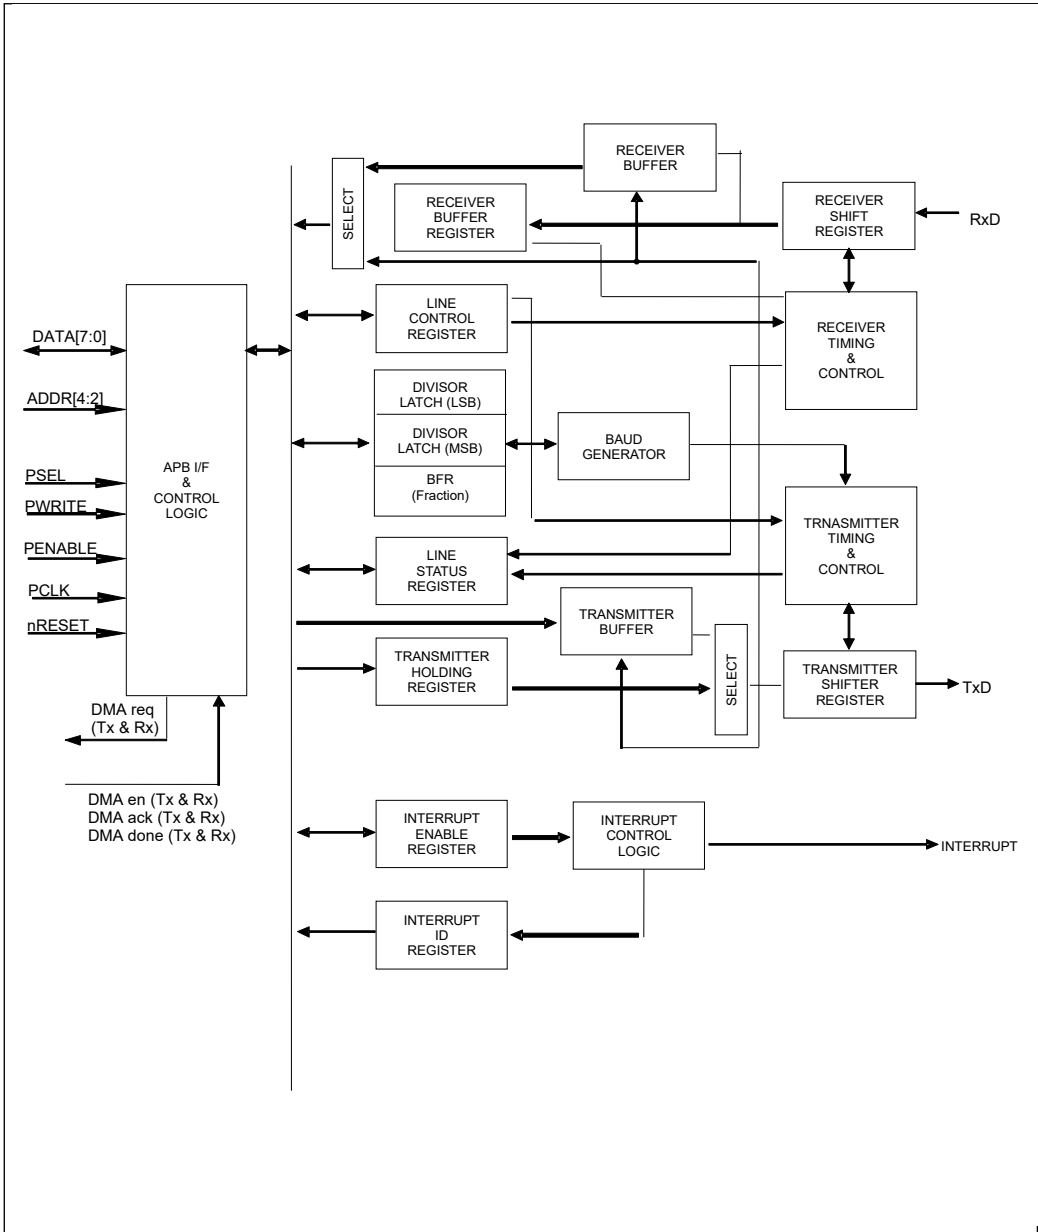 RECEIVER
BUFFER
SELECT
RECEIVER
BUFFER
REGISTER
RECEIVER
SHIFT
REGISTER
RxD
LINE
CONTROL
REGISTER
RECEIVER
TIMING
&
CONTROL
DATA[7:0]
ADDR[4:2]
PSEL
PWRITE
PENABLE
PCLK
nRESET
APB I/F
&
CONTROL
LOGIC
DIVISOR
LATCH (LSB)
DIVISOR
LATCH (MSB)
BFR
(Fraction)
BAUD
GENERATOR
TRNASMITTER
TIMING
&
CONTROL
LINE
STATUS
REGISTER
TRANSMITTER
BUFFER
TRANSMITTER
HOLDING
REGISTER
SELECT
TRANSMITTER
SHIFTER
REGISTER
TxD
DMA req
(Tx & Rx)
DMA en (Tx & Rx)
DMA ack (Tx & Rx)
DMA done (Tx & Rx)
INTERRUPT
ENABLE
REGISTER
INTERRUPT
CONTROL
LOGIC
INTERRUPT
INTERRUPT
ID
REGISTER